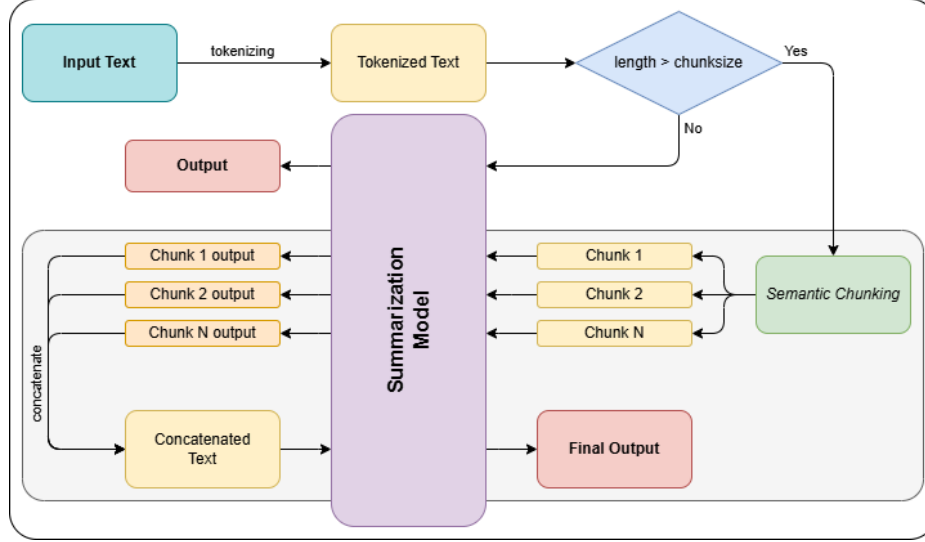 Input Text
tokenizing
Tokenized Text
length > chunksize
Yes
No
Output
Summarization
Model
Chunk 1 output
Chunk 1
Chunk 2 output
Chunk 2
Semantic Chunking
Chunk N output
Chunk N
concatenate
Concatenated
Text
Final Output